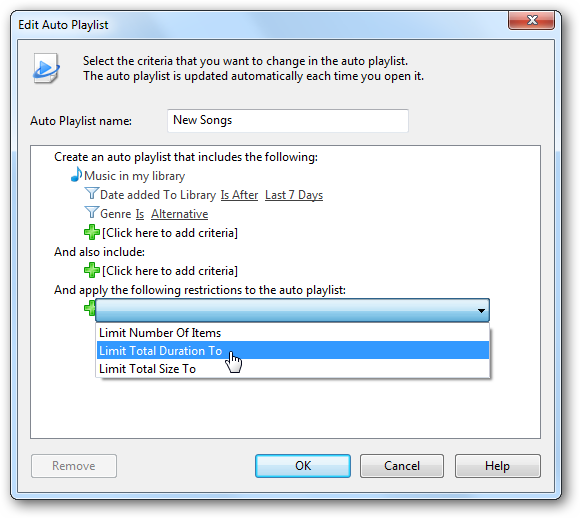 Edit Auto Playlist
Select the criteria that you want to change in the auto playlist.
The auto playlist is updated automatically each time you open it.
Auto Playlist name: New Songs
Create an auto playlist that includes the following:
Music in my library
Date added To Library Is After Last 7 Days
Genre Is Alternative
[Click here to add criteria]
And also include:
[Click here to add criteria]
And apply the following restrictions to the auto playlist:
Limit Number Of Items
Limit Total Duration To
Limit Total Size To
Remove OK Cancel Help